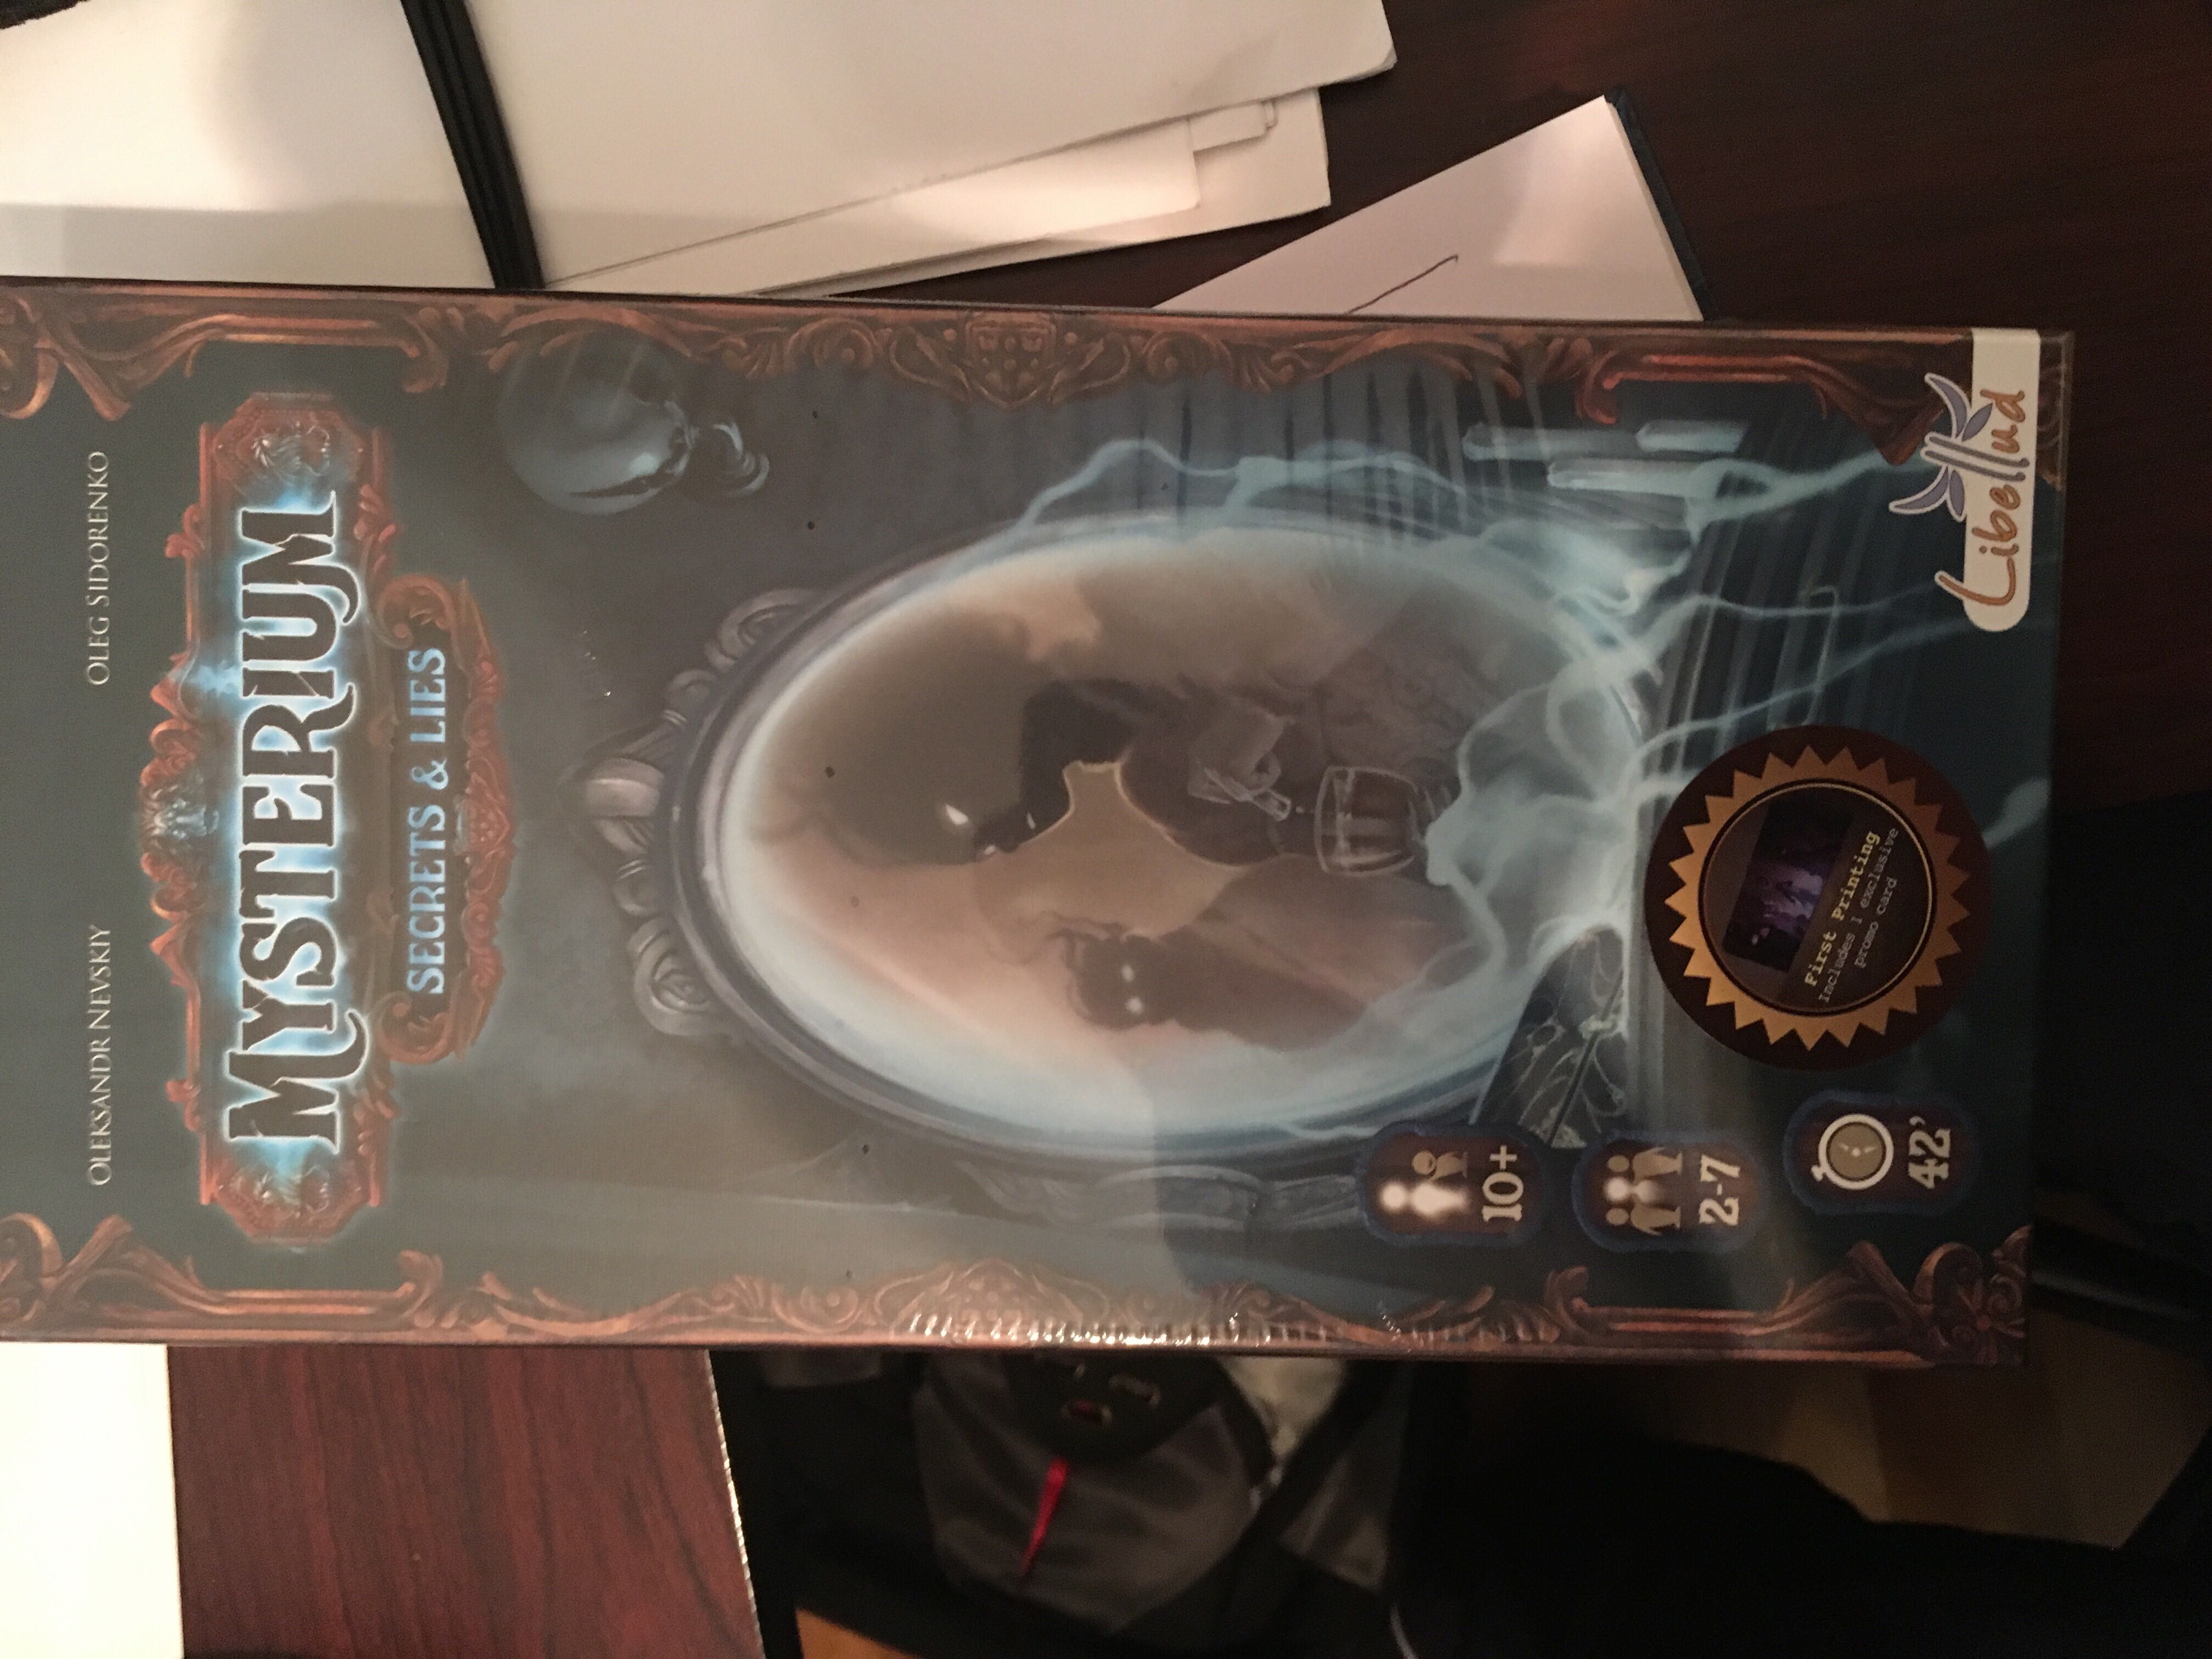 OLEKSANDR NEVSKIY
OLEG SIDORENKO
MYSTERIUM
SECRETS & LIES
10+
2-7
42'
First Printing
Includes 1 exclusive
promo card
Libellud